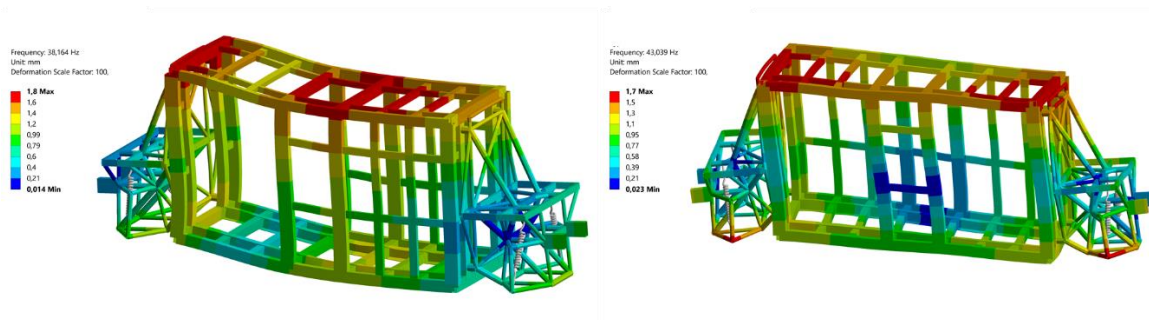 Frequency: 38,164 Hz
Unit: mm
Deformation Scale Factor: 100,
1,8 Max
1,6
1,4
1,2
0,99
0,79
0,6
0,4
0,21
0,014 Min
Frequency: 43,039 Hz
Unit: mm
Deformation Scale Factor: 100,
1,7 Max
1,5
1,3
1,1
0,95
0,77
0,58
0,39
0,21
0,023 Min